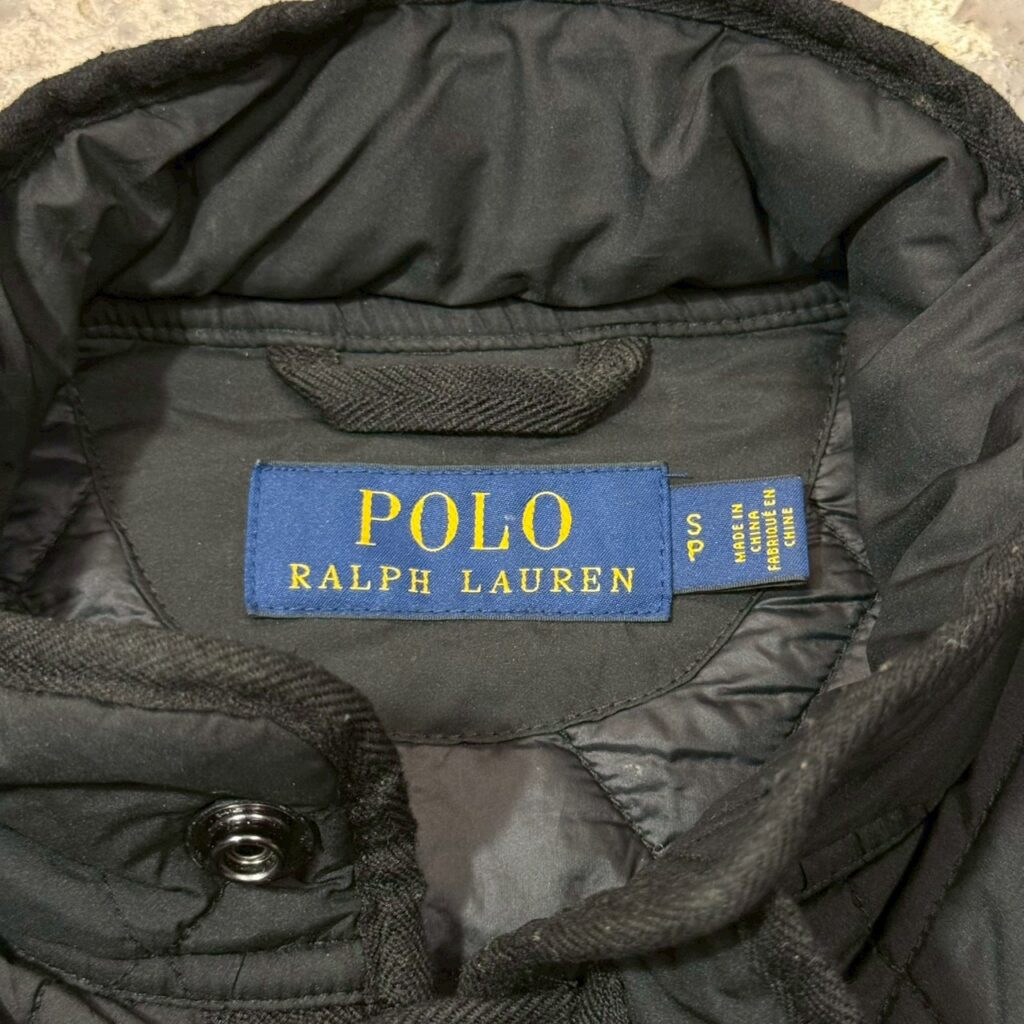 POLO
RALPH LAUREN
S
P
MADE IN
CHINA
FABRIQUÉ EN
CHINE